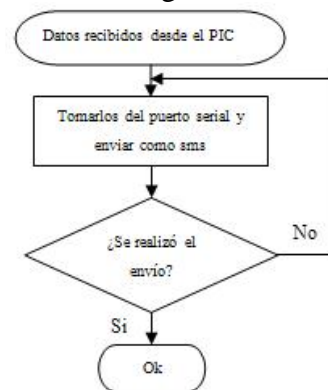 Datos recibidos desde el PIC
Tomarlos del puerto serial y
enviar como sms
¿Se realizó el
envío?
No
Si
Ok